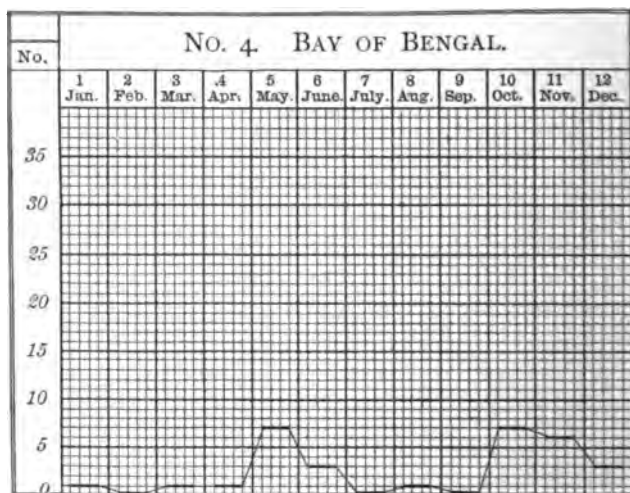 No. 4. BAY OF BENGAL.
No.
1 2 3 4 5 6 7 8 9 10 11 12
Jan. Feb. Mar. Apr. May. June. July. Aug. Sep. Oct. Nov. Dec.
35
30
25
20
15
10
5
0